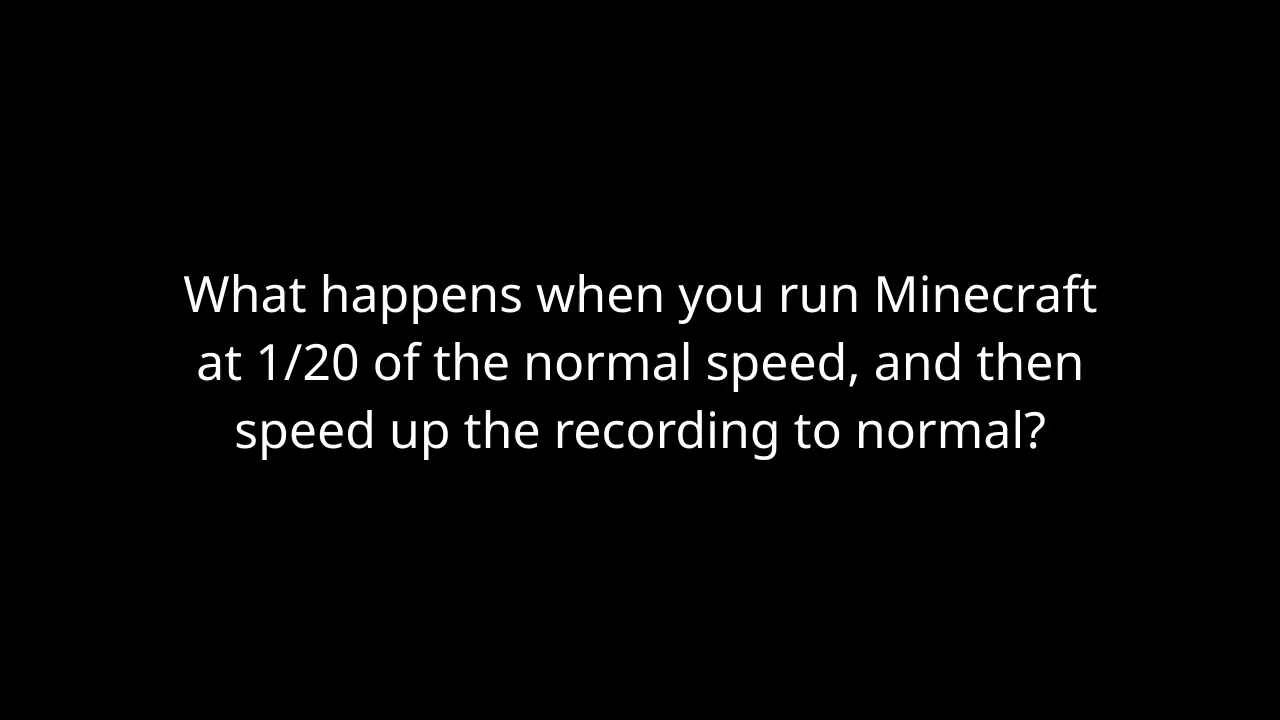 What happens when you run Minecraft
at 1/20 of the normal speed, and then
speed up the recording to normal?